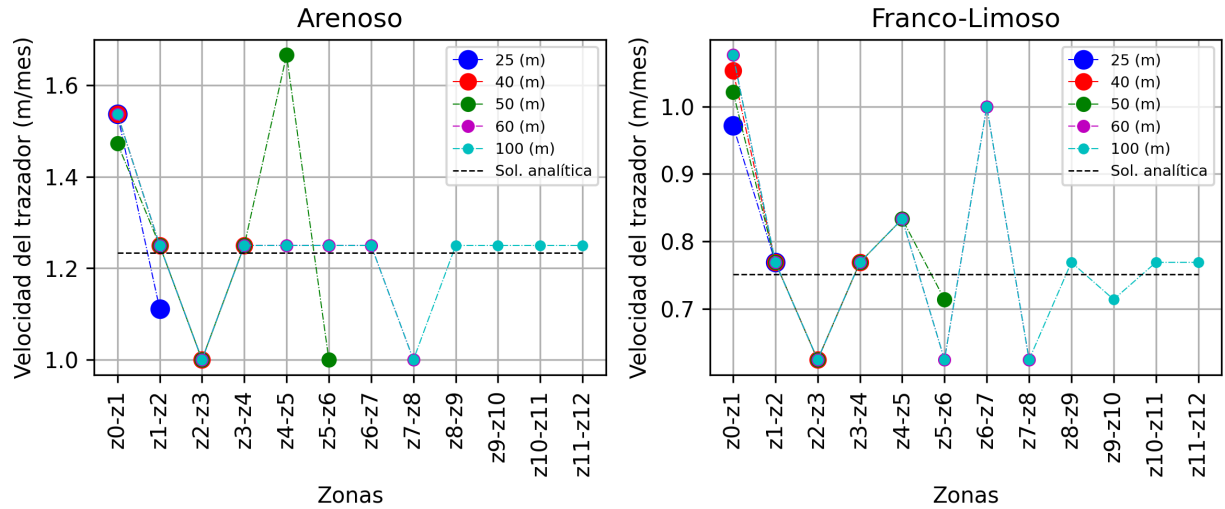 Arenoso
Velocidad del trazador (m/mes)
1.6
1.4
1.2
1.0
25 (m)
40 (m)
50 (m)
60 (m)
100 (m)
Sol. analítica
z0-z1
z1-z2
z2-z3
z3-z4
z4-z5
z5-z6
z6-z7
z7-z8
z8-z9
z9-z10
z10-z11
z11-z12
Zonas
Franco-Limoso
Velocidad del trazador (m/mes)
1.0
0.9
0.8
0.7
25 (m)
40 (m)
50 (m)
60 (m)
100 (m)
Sol. analítica
z0-z1
z1-z2
z2-z3
z3-z4
z4-z5
z5-z6
z6-z7
z7-z8
z8-z9
z9-z10
z10-z11
z11-z12
Zonas